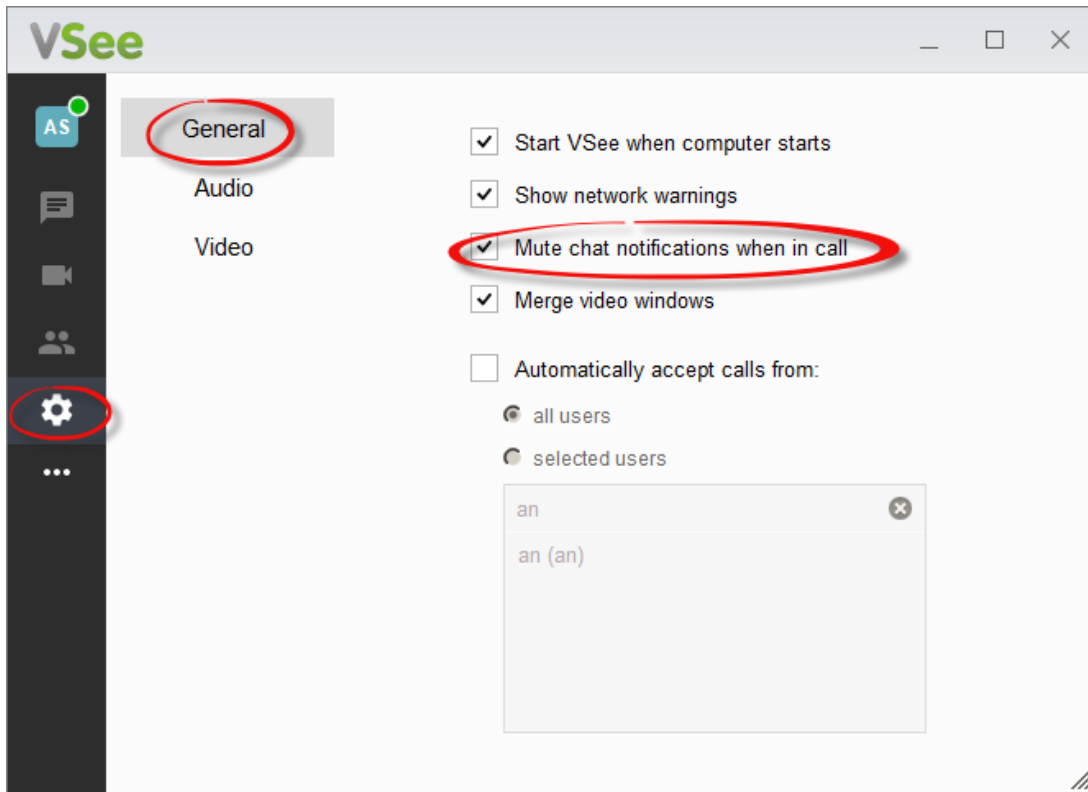 VSee
AS
General
Audio
Video
Start VSee when computer starts
Show network warnings
Mute chat notifications when in call
Merge video windows
Automatically accept calls from:
all users
selected users
an
an (an)